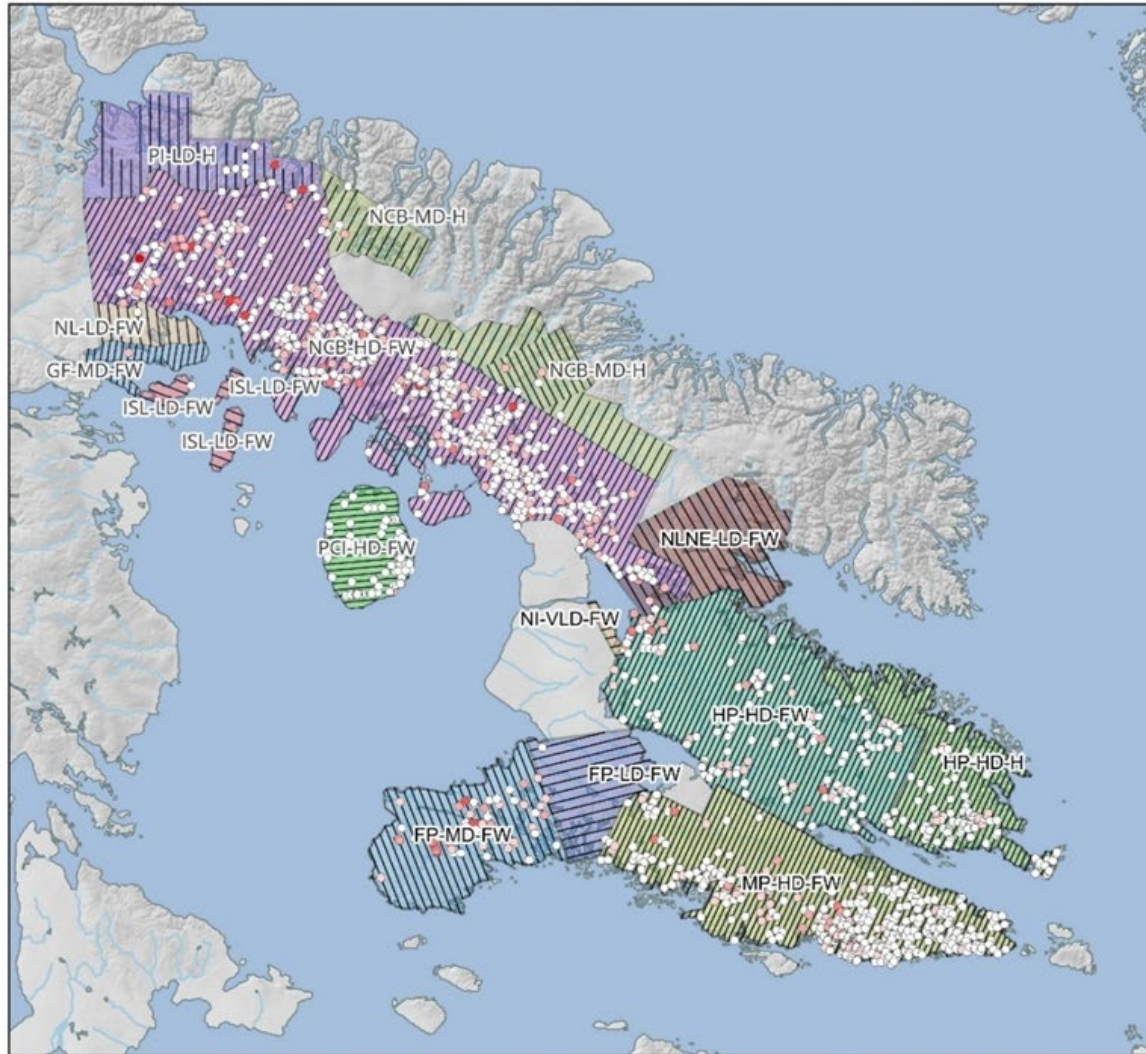 PI-LD-H
NCB-MD-H
NL-LD-FW
NCB-HD-FW
GF-MD-FW
NCB-MD-H
ISL-LD-FW
ISL-LD-FW
ISL-LD-FW
NLNE-LD-FW
PCI-HD-FW
NI-VLD-FW
HP-HD-FW
HP-HD-H
FP-LD-FW
FP-MD-FW
MP-HD-FW